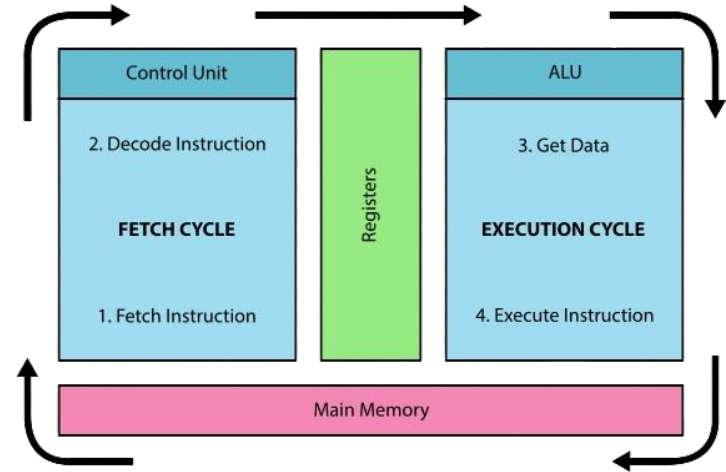 Control Unit
2. Decode Instruction
FETCH CYCLE
1. Fetch Instruction
Registers
ALU
3. Get Data
EXECUTION CYCLE
4. Execute Instruction
Main Memory